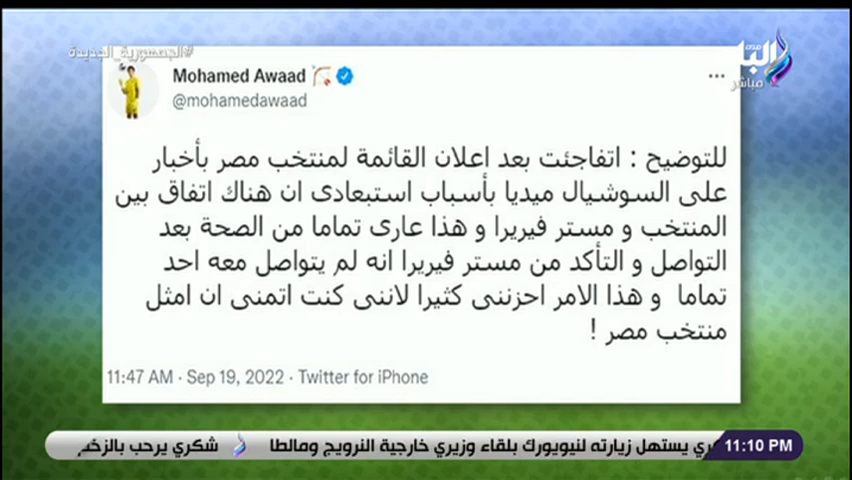 #الجمهورية_الجديدة
البلد
مباشر
Mohamed Awaad
@mohamedawaad
للتوضيح : اتفاجئت بعد اعلان القائمة لمنتخب مصر بأخبار
على السوشيال ميديا بأسباب استبعادى ان هناك اتفاق بين
المنتخب و مستر فيريرا و هذا عارى تماما من الصحة بعد
التواصل و التأكد من مستر فيريرا انه لم يتواصل معه احد
تماما و هذا الامر احزننى كثيرا لاننى كنت اتمنى ان امثل
منتخب مصر !
11:47 AM · Sep 19, 2022 · Twitter for iPhone
ري يستهل زيارته لنيويورك بلقاء وزيري خارجية النرويج ومالطا
شكري يرحب بالزخم
11:10 PM